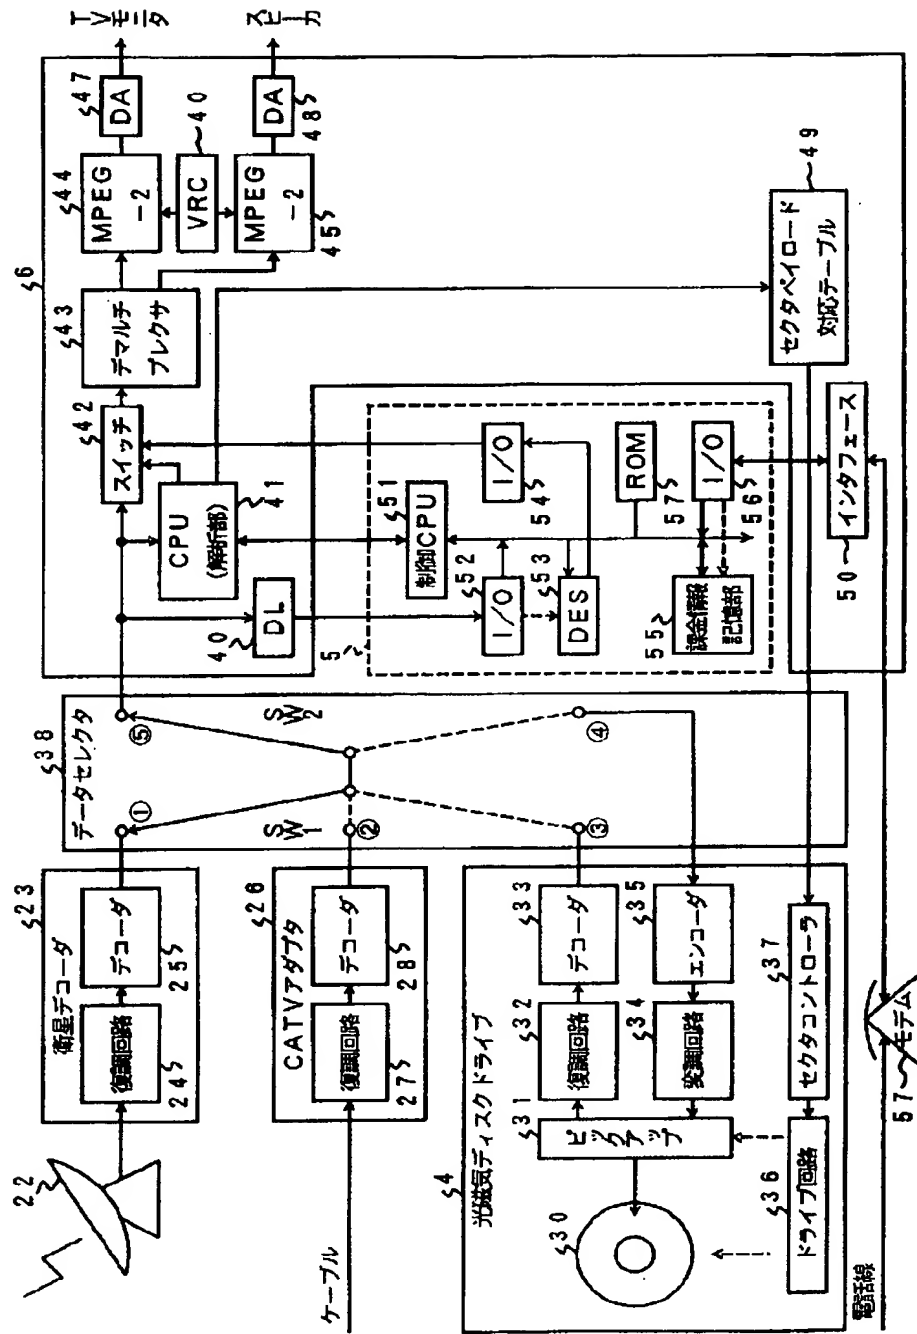 22
衛星デコーダ
23
復調回路
24
デコーダ
25
ケーブル
CATVアダプタ
26
復調回路
27
デコーダ
28
光磁気ディスクドライブ
4
30
ピックアップ
31
復調回路
32
デコーダ
33
変調回路
34
エンコーダ
35
ドライブ回路
36
セクタコントローラ
37
電話線
57
モデム
データセレクタ
38
①
SW1
②
③
⑤
SW2
④
6
DL
40
CPU
(解析部)
41
スイッチ
42
デマルチ
プレクサ
43
MPEG
-2
44
VRC
40
MPEG
-2
45
DA
47
DA
48
TVモニタ
スピーカ
5
制御CPU
51
I/O
52
DES
53
I/O
54
課金情報
記憶部
55
ROM
57
I/O
56
セクタペイロード
対応テーブル
49
インタフェース
50